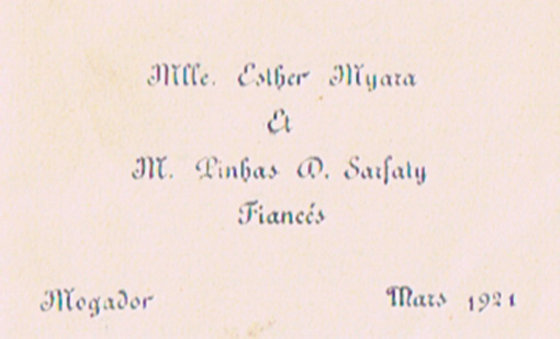 Mlle. Esther Myara
Et
M. Pinhas D. Sarfaty
Fiancés
Mogador Mars 1921